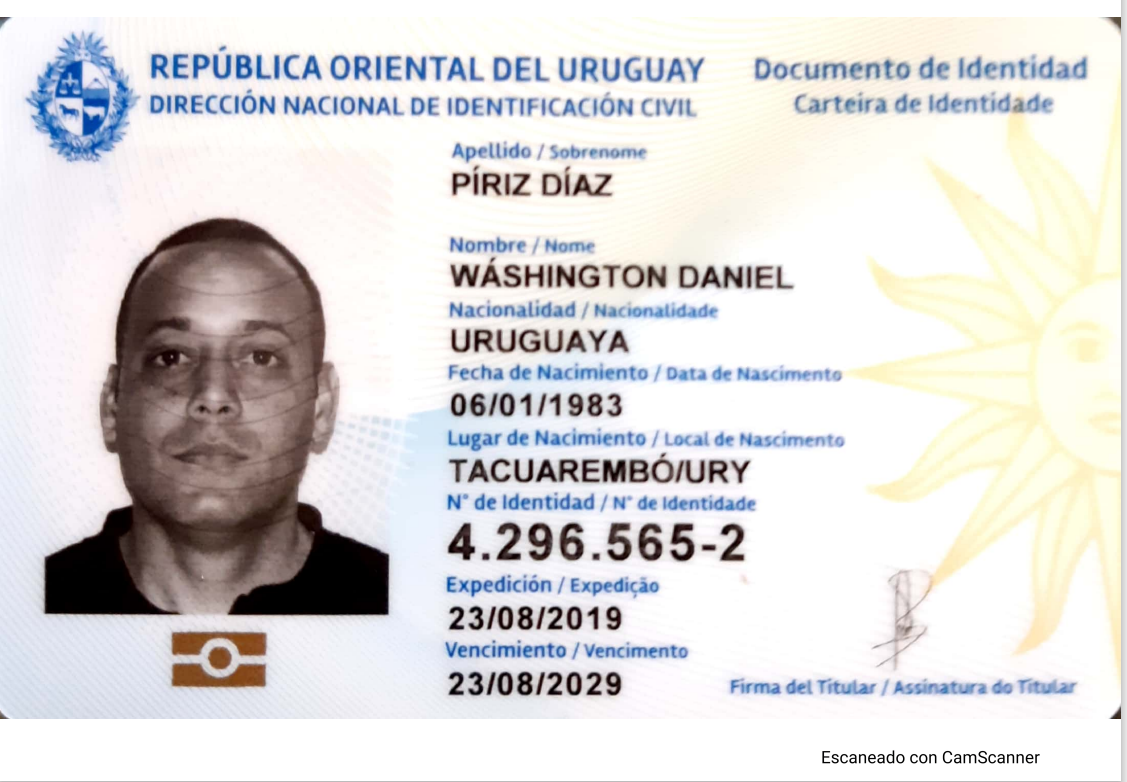 REPÚBLICA ORIENTAL DEL URUGUAY
DIRECCIÓN NACIONAL DE IDENTIFICACIÓN CIVIL
Documento de Identidad
Carteira de Identidade
Apellido / Sobrenome
PÍRIZ DÍAZ
Nombre / Nome
WÁSHINGTON DANIEL
Nacionalidad / Nacionalidade
URUGUAYA
Fecha de Nacimiento / Data de Nascimento
06/01/1983
Lugar de Nacimiento / Local de Nascimento
TACUAREMBÓ/URY
N° de Identidad / N° de Identidade
4.296.565-2
Expedición / Expedição
23/08/2019
Vencimiento / Vencimento
23/08/2029
Firma del Titular / Assinatura do Titular
Escaneado con CamScanner